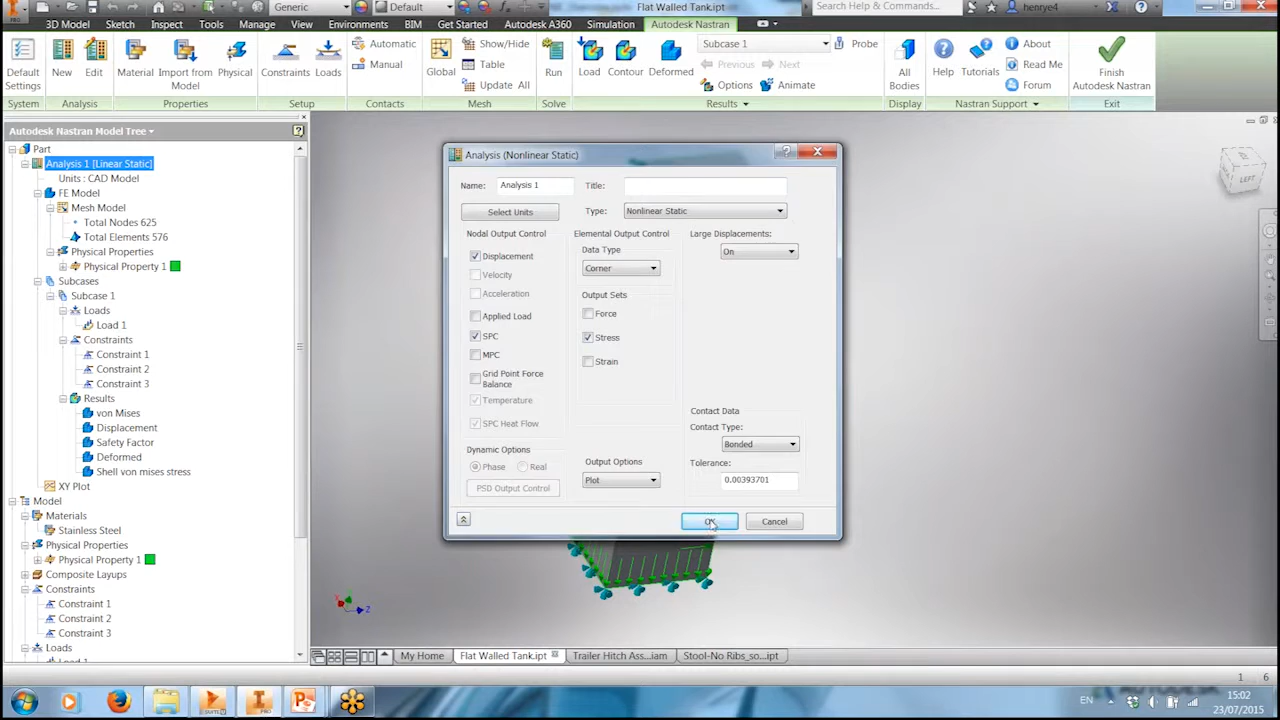 Generic
Default
Flat Walled Tank.ipt
Search Help & Commands...
henrye4
PRO
3D Model
Sketch
Inspect
Tools
Manage
View
Environments
BIM
Get Started
Autodesk A360
Simulation
Autodesk Nastran
Default
Settings
New
Edit
Material
Import from
Model
Physical
Constraints
Loads
Automatic
Manual
Global
Show/Hide
Table
Update All
Run
Load
Contour
Deformed
Subcase 1
Probe
Previous
Next
Options
Animate
All
Bodies
Help
Tutorials
About
Read Me
Forum
Finish
Autodesk Nastran
System
Analysis
Properties
Setup
Contacts
Mesh
Solve
Results
Display
Nastran Support
Exit
Autodesk Nastran Model Tree
Part
Analysis 1 [Linear Static]
Units : CAD Model
FE Model
Mesh Model
Total Nodes 625
Total Elements 576
Physical Properties
Physical Property 1
Subcases
Subcase 1
Loads
Load 1
Constraints
Constraint 1
Constraint 2
Constraint 3
Results
von Mises
Displacement
Safety Factor
Deformed
Shell von mises stress
XY Plot
Model
Materials
Stainless Steel
Physical Properties
Physical Property 1
Composite Layups
Constraints
Constraint 1
Constraint 2
Constraint 3
Loads
Analysis (Nonlinear Static)
Name:
Analysis 1
Title:
Select Units
Type:
Nonlinear Static
Nodal Output Control
Elemental Output Control
Large Displacements:
Displacement
Data Type
On
Velocity
Corner
Acceleration
Output Sets
Applied Load
Force
SPC
Stress
MPC
Strain
Grid Point Force
Balance
Temperature
SPC Heat Flow
Contact Data
Contact Type:
Bonded
Dynamic Options
Output Options
Tolerance:
Phase
Real
Plot
0.00393701
PSD Output Control
OK
Cancel
LEFT
Z
My Home
Flat Walled Tank.ipt
Trailer Hitch Ass...iam
Stool-No Ribs_so...ipt
1
6
EN
15:02
23/07/2015